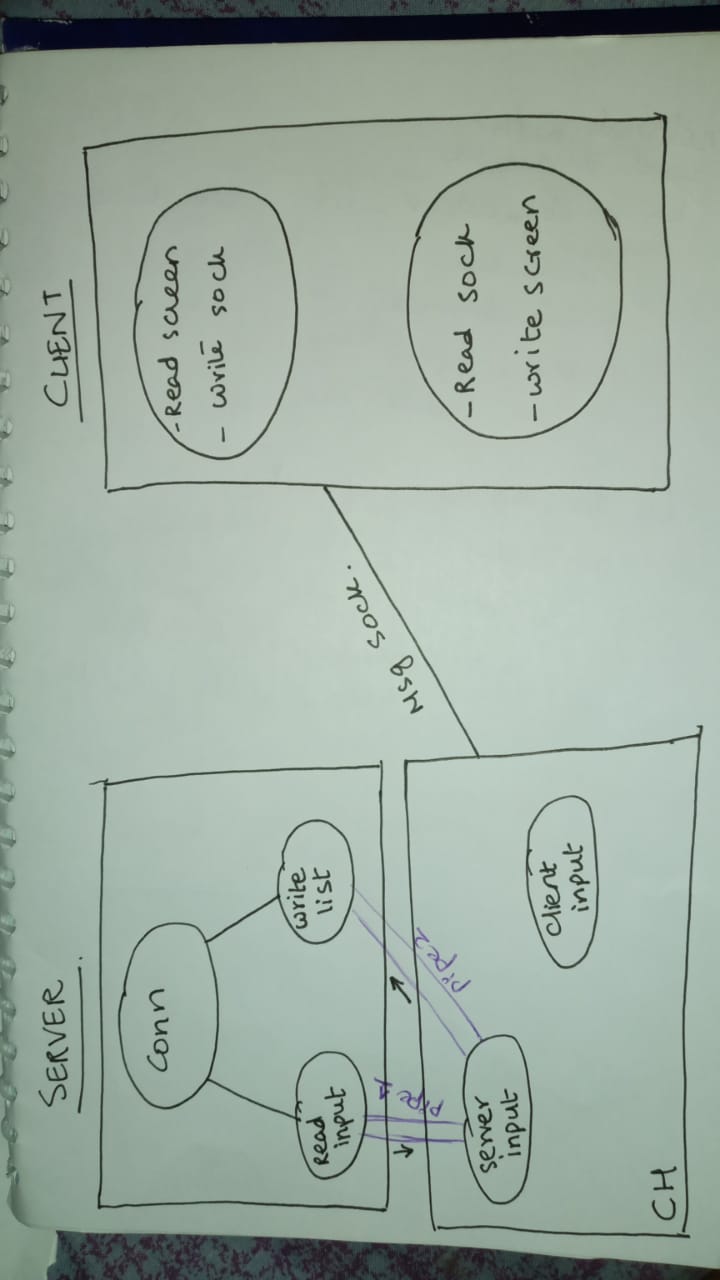 SERVER.
Conn
Read
input
write
list
pipe 1
pipe 2
server
input
client
input
CH
Msg sock.
CLIENT
-Read screen
- write sock
-Read sock
-write screen